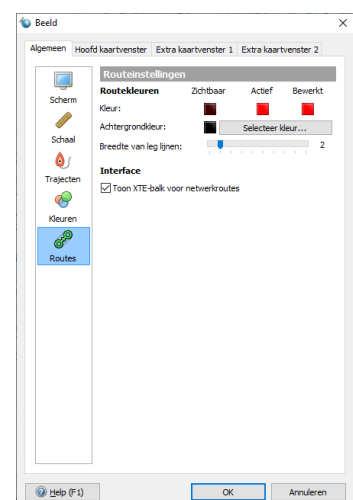 Beeld
Algemeen Hoofd kaartvenster Extra kaartvenster 1 Extra kaartvenster 2
Scherm
Schaal
Trajecten
Kleuren
Routes
Routeinstellingen
Routekleuren Zichtbaar Actief Bewerkt
Kleur:
Achtergrondkleur: Selecteer kleur...
Breedte van leg lijnen: 2
Interface
Toon XTE-balk voor netwerkroutes
Help (F1) OK Annuleren